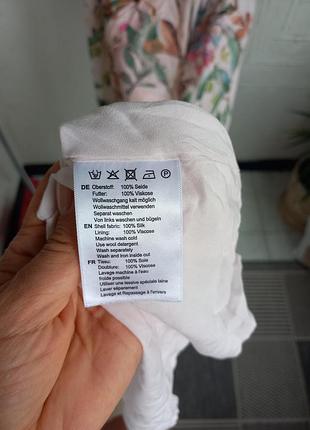 DE Oberstoff: 100% Seide
Futter: 100% Viskose
Wollwaschgang kalt möglich
Wollwaschmittel verwenden
Separat waschen
Von links waschen und bügeln
EN Shell fabric: 100% Silk
Lining: 100% Viscose
Machine wash cold
Use wool detergent
Wash separately
Wash and Iron inside out
FR Tissu: 100% Soie
Doublure: 100% Viscose
Lavage machine à l'eau
froide possible
Utiliser une lessive spéciale laine
Laver séparément
Lavage et Repassage à l'envers